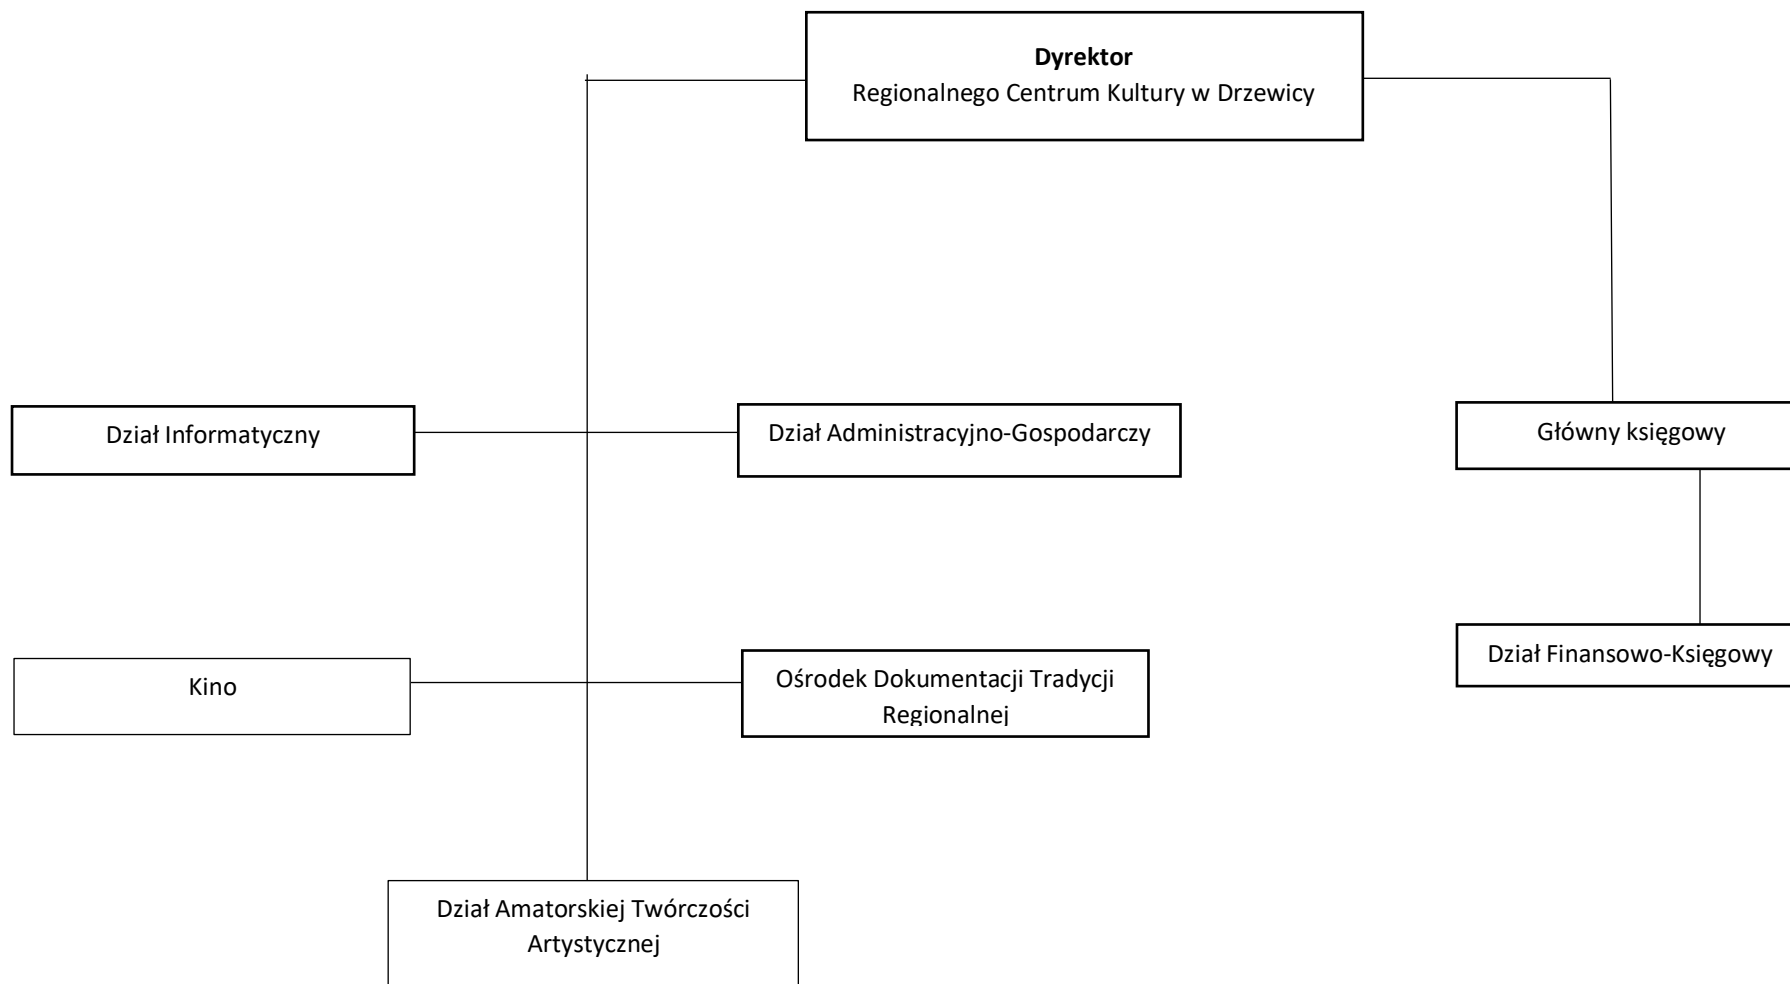 Dyrektor
Regionalnego Centrum Kultury w Drzewicy
Dział Informatyczny
Dział Administracyjno-Gospodarczy
Główny księgowy
Kino
Ośrodek Dokumentacji Tradycji
Regionalnej
Dział Finansowo-Księgowy
Dział Amatorskiej Twórczości
Artystycznej